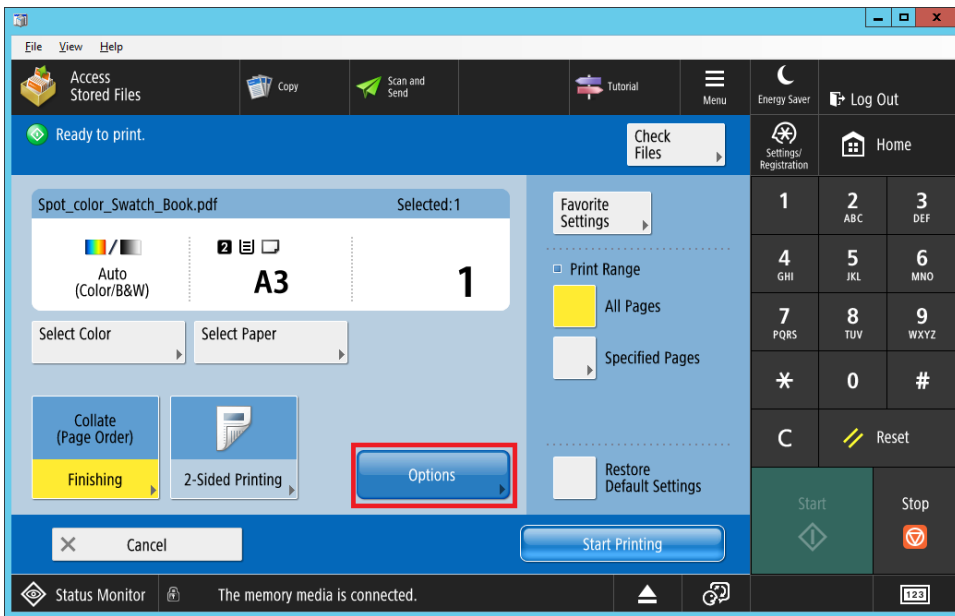 File View Help
Access
Stored Files
Copy
Scan and
Send
Tutorial
Menu
Energy Saver
Log Out
Ready to print.
Check
Files
Settings/
Registration
Home
Spot_color_Swatch_Book.pdf
Selected:1
Auto
(Color/B&W)
2
A3
1
Select Color
Select Paper
Collate
(Page Order)
Finishing
2-Sided Printing
Options
Favorite
Settings
Print Range
All Pages
Specified Pages
Restore
Default Settings
Cancel
Start Printing
1
2
ABC
3
DEF
4
GHI
5
JKL
6
MNO
7
PQRS
8
TUV
9
WXYZ
*
0
#
C
Reset
Start
Stop
Status Monitor
The memory media is connected.
123